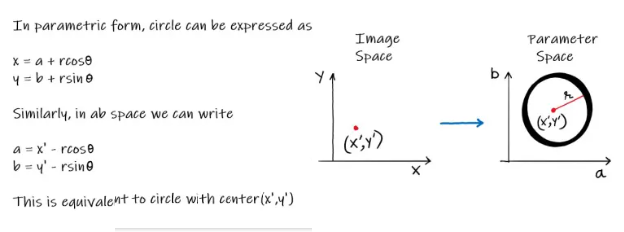 In parametric form, circle can be expressed as
x = a + rcosθ
y = b + rsinθ
Similarly, in ab space we can write
a = x' - rcosθ
b = y' - rsinθ
This is equivalent to circle with center(x',y')
Image
Space
y
(x',y')
x
Parameter
Space
b
r
(x',y')
a